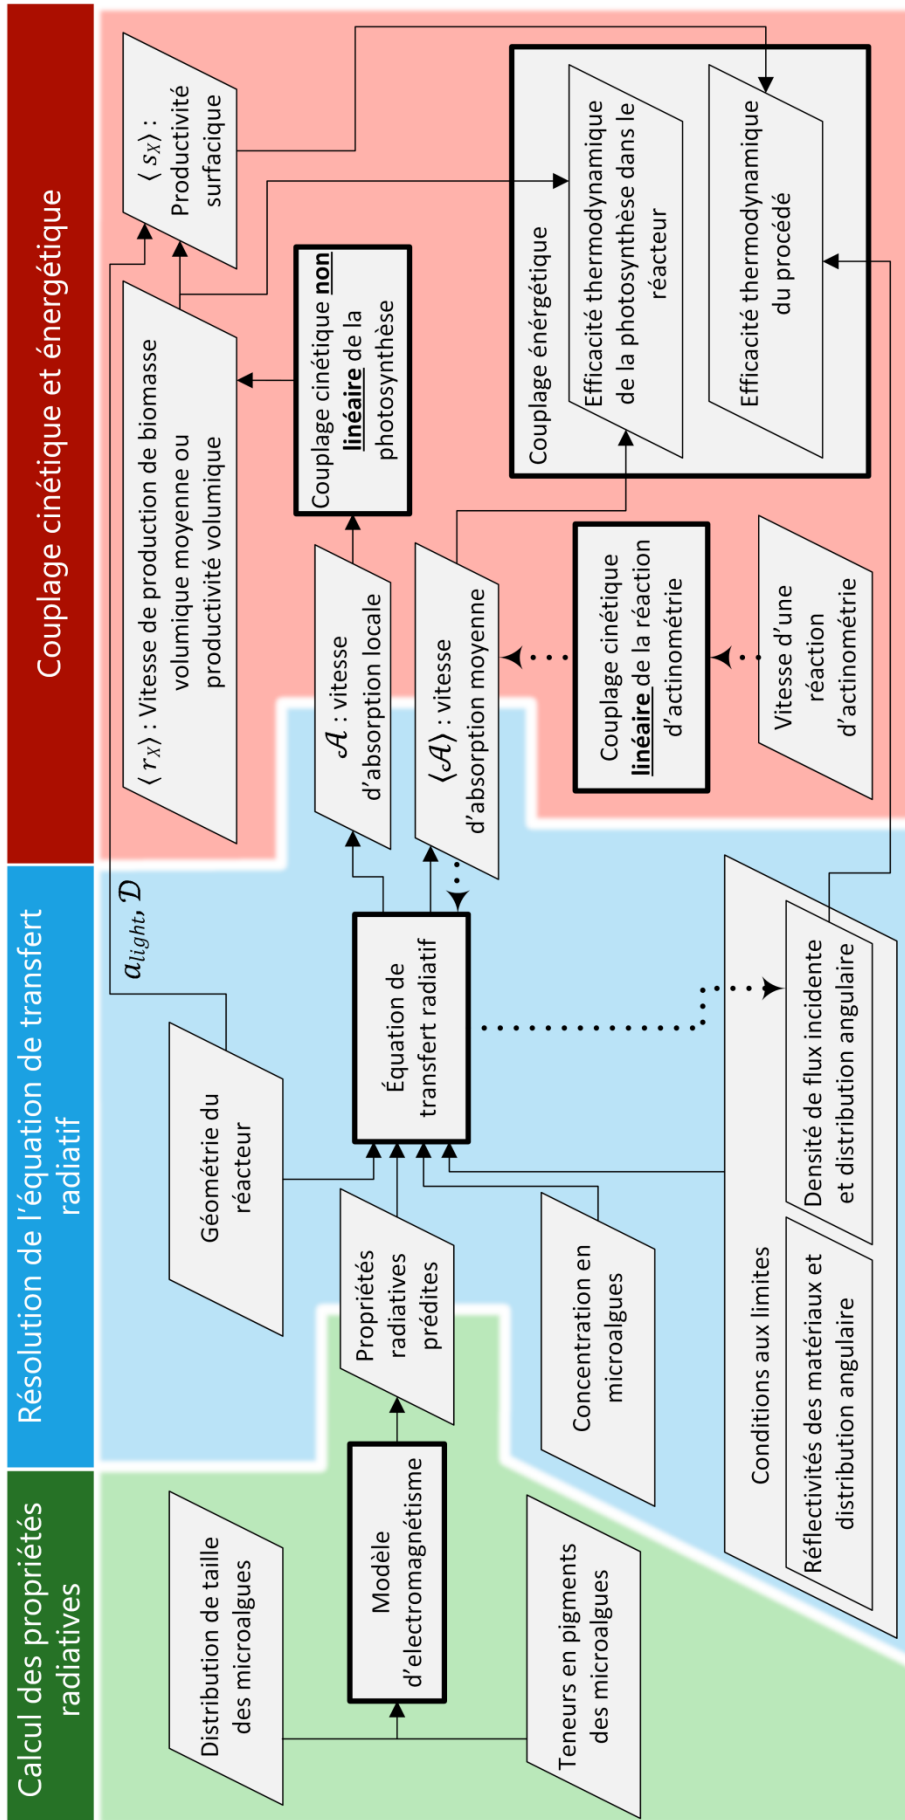 Calcul des propriétés
radiatives
Résolution de l'équation de transfert
radiatif
Couplage cinétique et énergétique
Distribution de taille
des microalgues
Modèle
d'electromagnétisme
Teneurs en pigments
des microalgues
Géométrie du
réacteur
Propriétés
radiatives
prédites
Concentration en
microalgues
Conditions aux limites
Réflectivités des matériaux et
distribution angulaire
Densité de flux incidente
et distribution angulaire
Équation de
transfert radiatif
a_light, 𝒟
⟨r_X⟩ : Vitesse de production de biomasse
volumique moyenne ou
productivité volumique
⟨s_X⟩ :
Productivité
surfacique
𝒜 : vitesse
d'absorption locale
Couplage cinétique non
linéaire de la
photosynthèse
⟨𝒜⟩ : vitesse
d'absorption moyenne
Couplage cinétique
linéaire de la réaction
d'actinométrie
Vitesse d'une
réaction
d'actinométrie
Couplage énérgétique
Efficacité thermodynamique
de la photosynthèse dans le
réacteur
Efficacité thermodynamique
du procédé